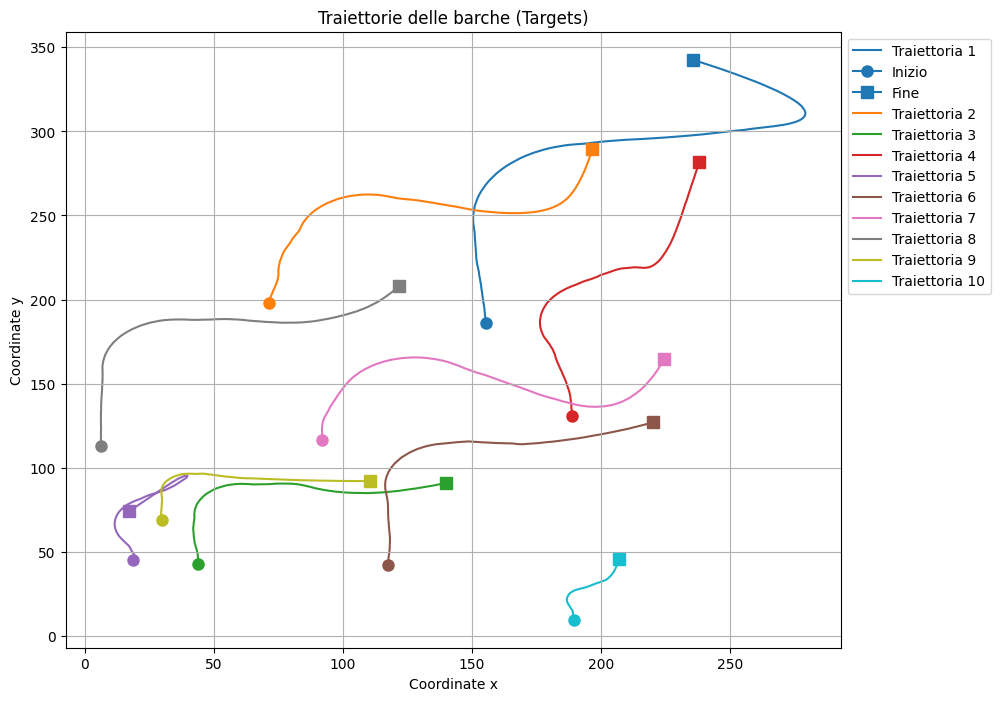 Traiettorie delle barche (Targets)
350
300
250
200
150
100
50
0
Coordinate y
0 50 100 150 200 250
Coordinate x
Traiettoria 1
Inizio
Fine
Traiettoria 2
Traiettoria 3
Traiettoria 4
Traiettoria 5
Traiettoria 6
Traiettoria 7
Traiettoria 8
Traiettoria 9
Traiettoria 10